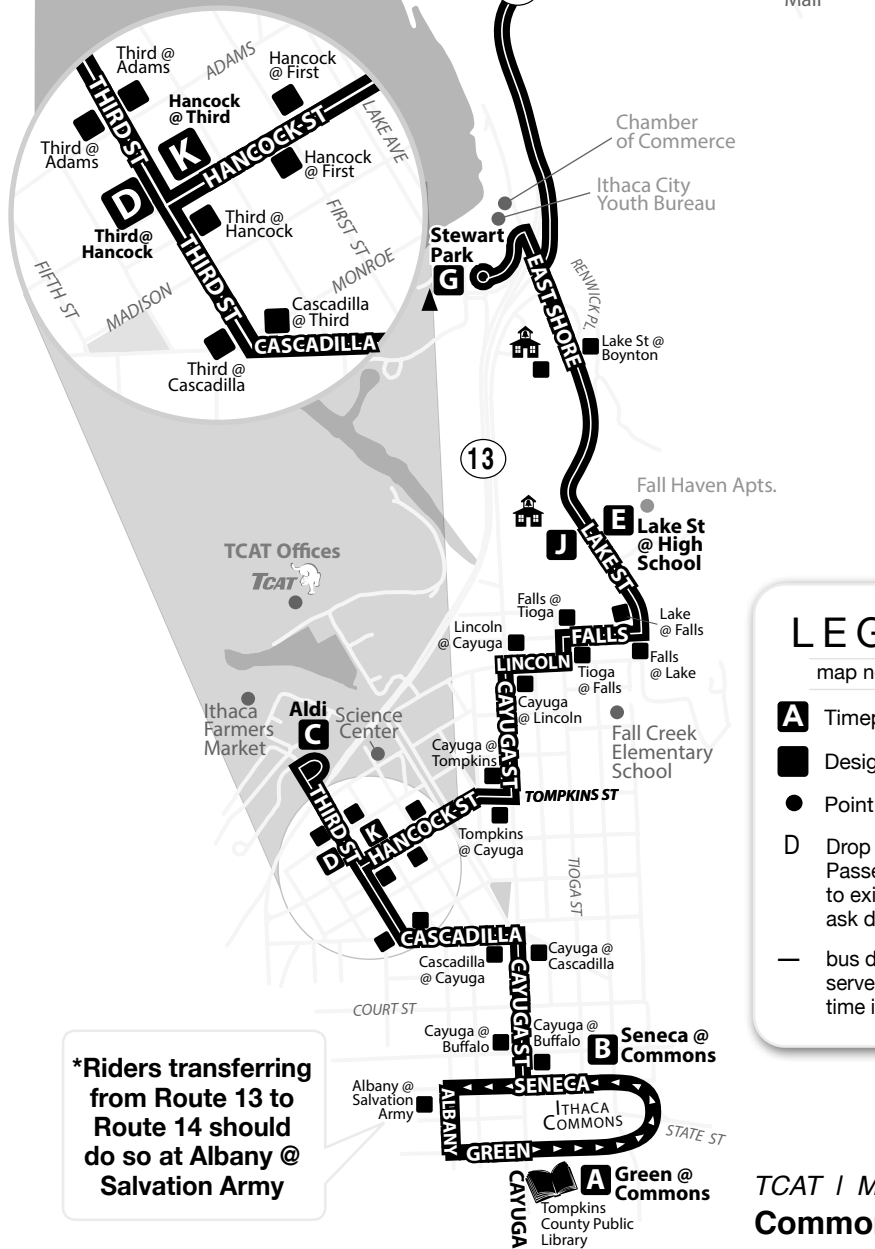 Mall
Third @
Adams
ADAMS
Hancock
@ First
Hancock
@ Third
THIRD ST
K
HANCOCK ST
LAKE AVE
Third @
Adams
Hancock
@ First
D
Third@
Hancock
Third @
Hancock
FIRST ST
MONROE
THIRD ST
FIFTH ST
MADISON
Cascadilla
@ Third
CASCADILLA
Third @
Cascadilla
Chamber
of Commerce
Ithaca City
Youth Bureau
Stewart
Park
G
EAST SHORE
RENWICK PL
Lake St @
Boynton
13
Fall Haven Apts.
E
Lake St
@ High
School
J
LAKE ST
TCAT Offices
TCAT
Falls @
Tioga
Lake
@ Falls
FALLS
Lincoln
@ Cayuga
LINCOLN
Tioga
@ Falls
Falls
@ Lake
CAYUGA ST
Cayuga
@ Lincoln
Fall Creek
Elementary
School
Ithaca
Farmers
Market
Aldi
C
Science
Center
Cayuga @
Tompkins
TOMPKINS ST
THIRD ST
K
D
HANCOCK ST
Tompkins
@ Cayuga
TIOGA ST
CASCADILLA
Cascadilla
@ Cayuga
Cayuga @
Cascadilla
CAYUGA ST
COURT ST
Cayuga @
Buffalo
Cayuga @
Buffalo
B
Seneca @
Commons
SENECA
Albany @
Salvation
Army
ALBANY
ITHACA
COMMONS
STATE ST
GREEN
CAYUGA
A
Green @
Commons
Tompkins
County Public
Library
*Riders transferring
from Route 13 to
Route 14 should
do so at Albany @
Salvation Army
LEG
map n
A Timep
Desig
Point
D Drop
Passe
to exi
ask d
— bus d
serve
time i
TCAT I M
Commo